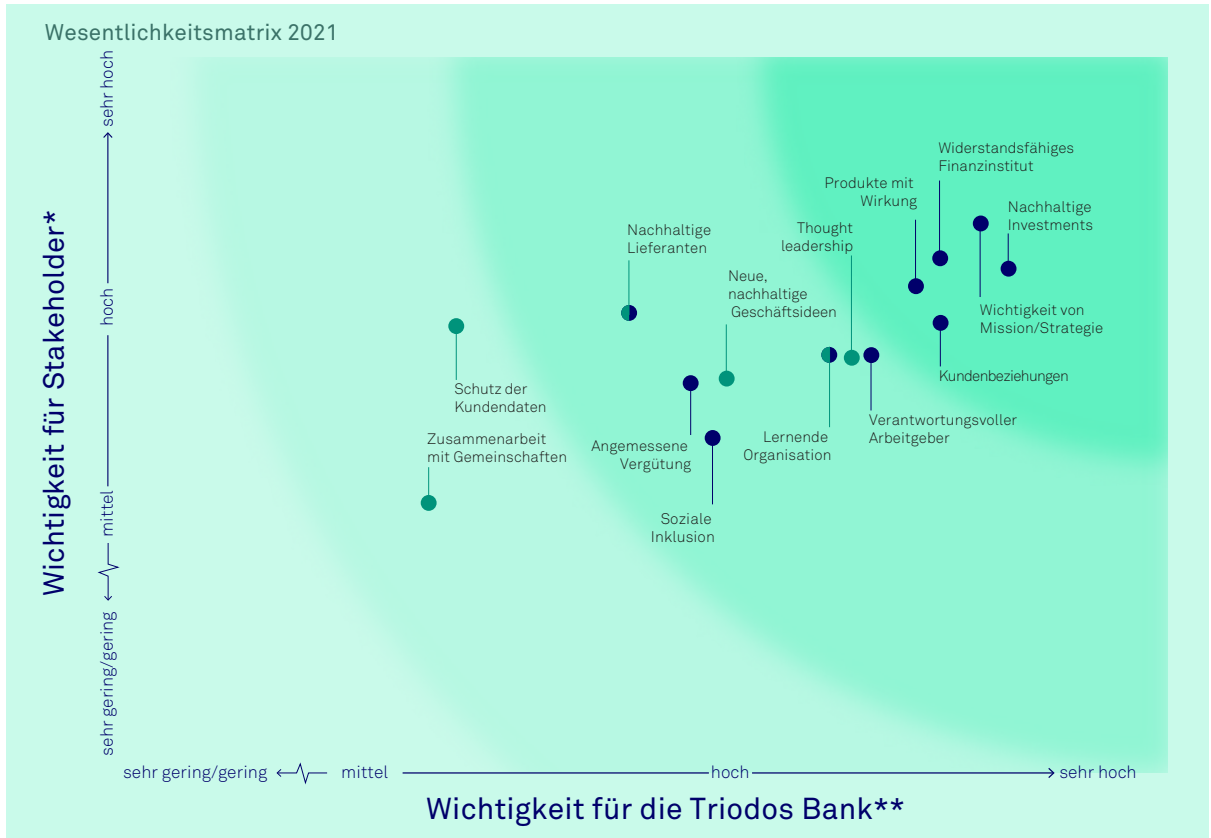 Wesentlichkeitsmatrix 2021
Wichtigkeit für Stakeholder*
sehr hoch
hoch
mittel
sehr gering/gering
Widerstandsfähiges
Finanzinstitut
Produkte mit
Wirkung
Nachhaltige
Investments
Thought
leadership
Nachhaltige
Lieferanten
Neue,
nachhaltige
Geschäftsideen
Wichtigkeit von
Mission/Strategie
Kundenbeziehungen
Schutz der
Kundendaten
Verantwortungsvoller
Arbeitgeber
Lernende
Organisation
Angemessene
Vergütung
Zusammenarbeit
mit Gemeinschaften
Soziale
Inklusion
sehr gering/gering
mittel
hoch
sehr hoch
Wichtigkeit für die Triodos Bank**